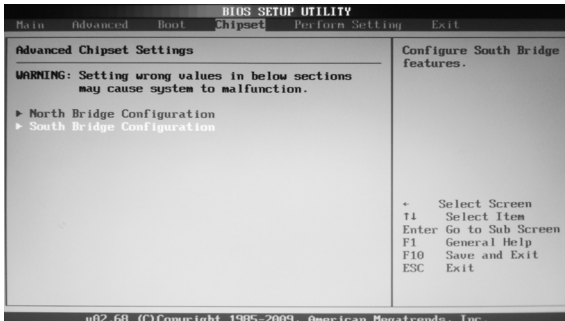 BIOS SETUP UTILITY
Main Advanced Boot Chipset Perform Setting Exit
Advanced Chipset Settings
WARNING: Setting wrong values in below sections
may cause system to malfunction.
▶ North Bridge Configuration
▶ South Bridge Configuration
Configure South Bridge
features.
← Select Screen
↑↓ Select Item
Enter Go to Sub Screen
F1 General Help
F10 Save and Exit
ESC Exit
v02.68 (C)Copyright 1985-2009, American Megatrends, Inc.